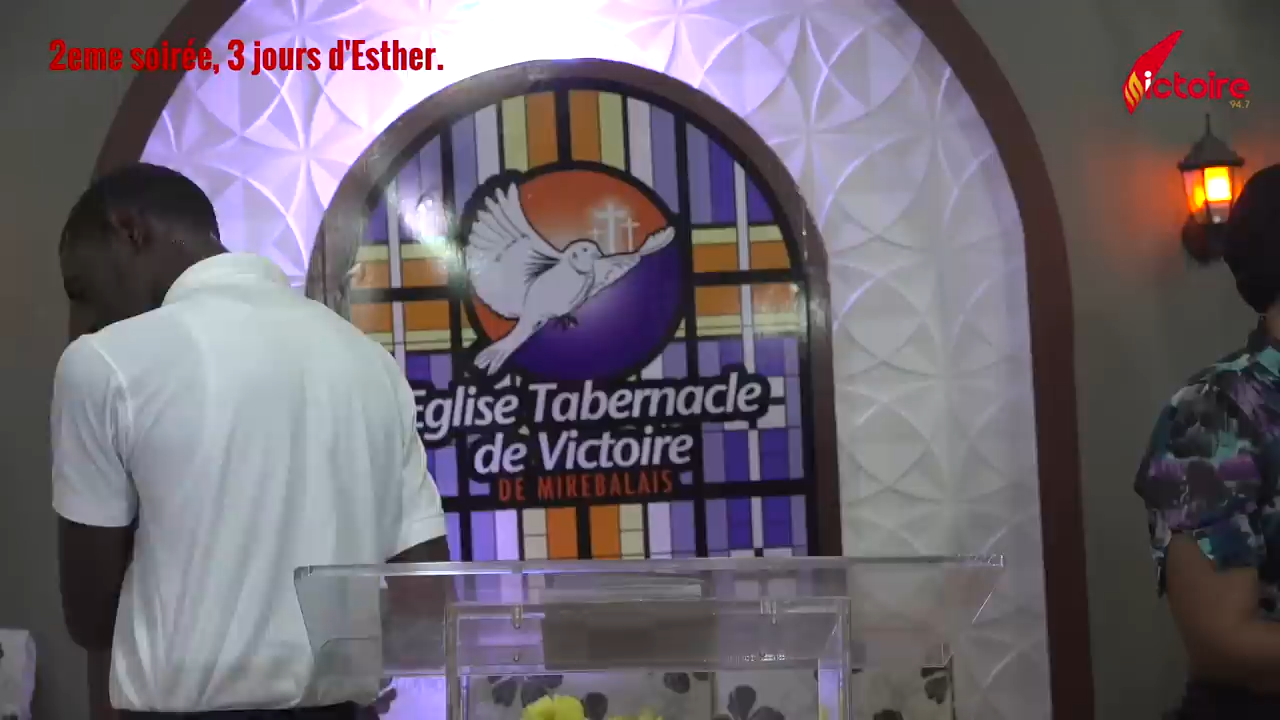 2eme soirée, 3 jours d'Esther.
Victoire
94.7
Eglise Tabernacle
de Victoire
DE MIREBALAIS